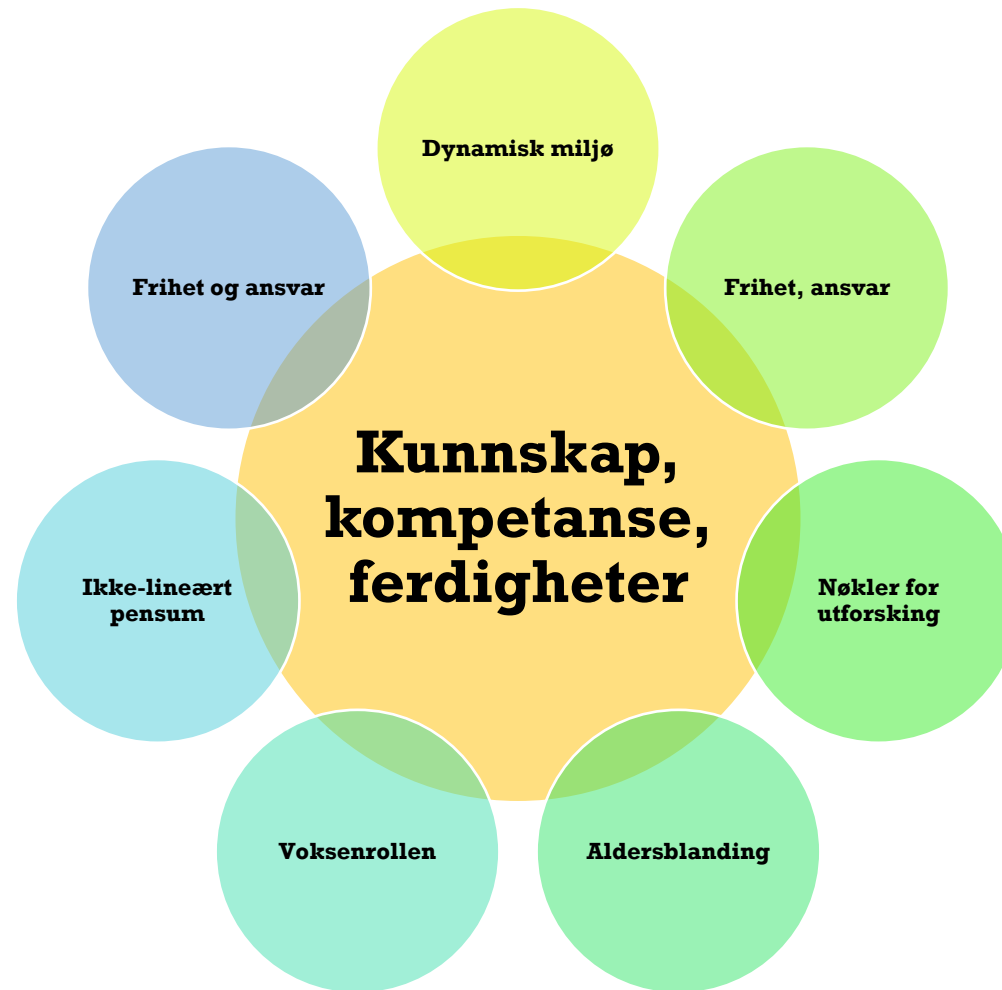 Dynamisk miljø
Frihet og ansvar
Frihet, ansvar
Kunnskap,
kompetanse,
ferdigheter
Ikke-lineært
pensum
Nøkler for
utforsking
Voksenrollen
Aldersblanding